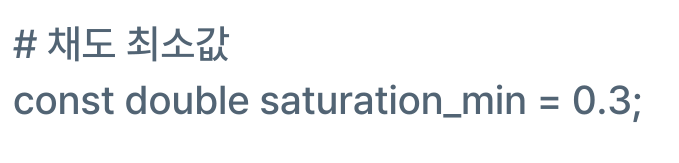 # 채도 최소값
const double saturation_min = 0.3;